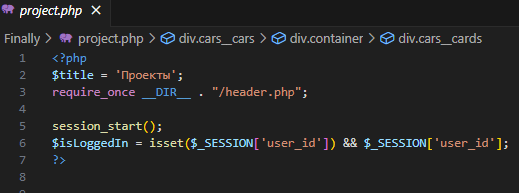 project.php
Finally > project.php > div.cars__cars > div.container > div.cars__cards
1 <?php
2 $title = 'Проекты';
3 require_once __DIR__ . "/header.php";
4
5 session_start();
6 $isLoggedIn = isset($_SESSION['user_id']) && $_SESSION['user_id'];
7 ?>
8